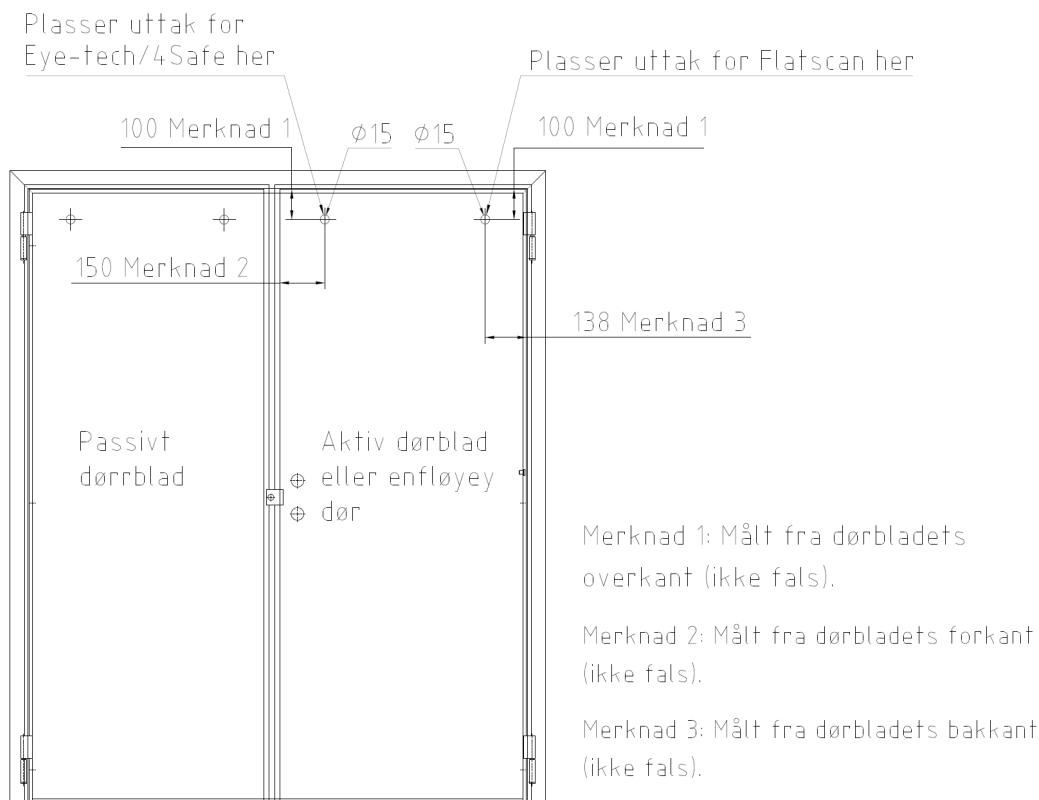 Plasser uttak for
Eye-tech/4Safe her
Plasser uttak for Flatscan her
100 Merknad 1
ø15
ø15
100 Merknad 1
150 Merknad 2
138 Merknad 3
Passivt
dørrblad
Aktiv dørblad
eller enfløyey
dør
Merknad 1: Målt fra dørbladets
overkant (ikke fals).
Merknad 2: Målt fra dørbladets forkant
(ikke fals).
Merknad 3: Målt fra dørbladets bakkant
(ikke fals).